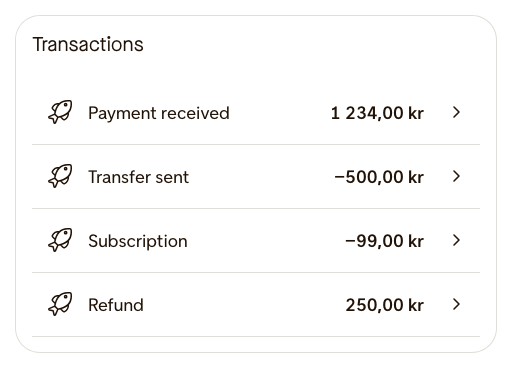 Transactions
Payment received 1 234,00 kr
Transfer sent −500,00 kr
Subscription −99,00 kr
Refund 250,00 kr